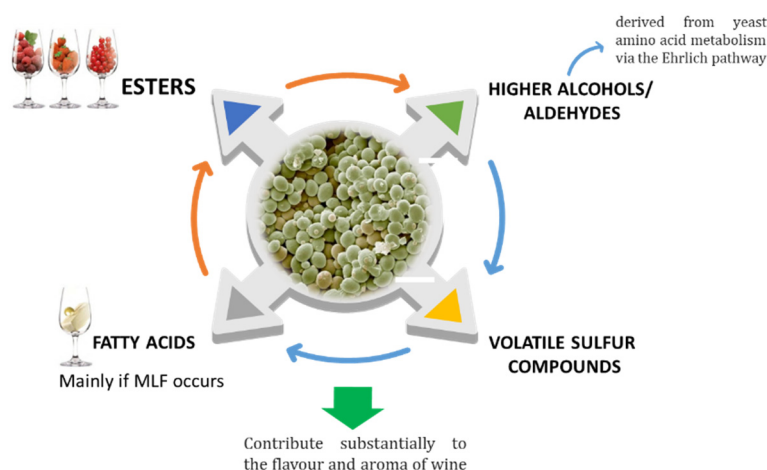 derived from yeast
amino acid metabolism
via the Ehrlich pathway
ESTERS
HIGHER ALCOHOLS/
ALDEHYDES
FATTY ACIDS
Mainly if MLF occurs
VOLATILE SULFUR
COMPOUNDS
Contribute substantially to
the flavour and aroma of wine